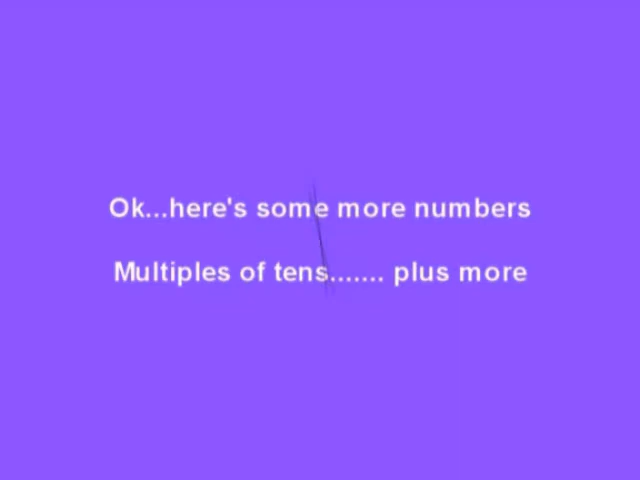 Ok...here's some more numbers
Multiples of tens....... plus more